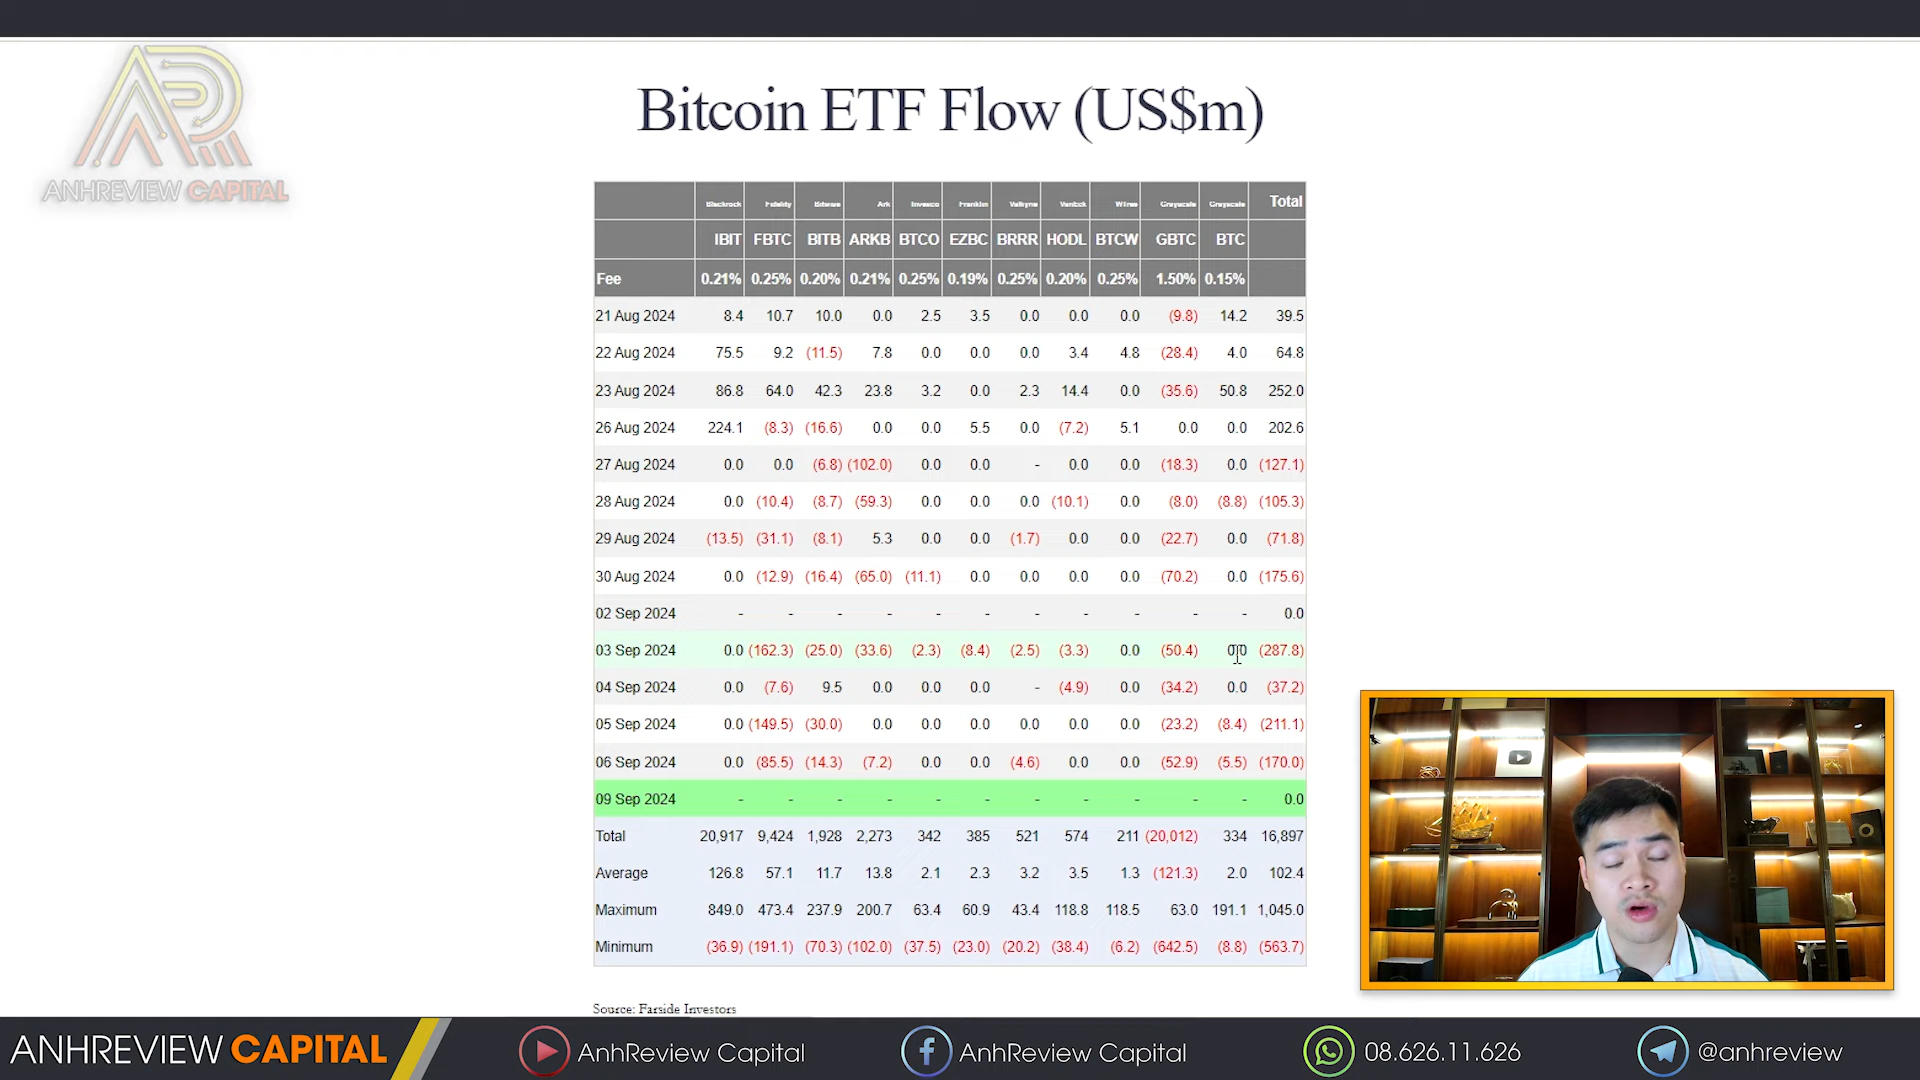 ANHREVIEW CAPITAL
Bitcoin ETF Flow (US$m)
Blackrock Fidelity Bitwise Ark Invesco Franklin Valkyrie VanEck WTree Grayscale Grayscale Total
IBIT FBTC BITB ARKB BTCO EZBC BRRR HODL BTCW GBTC BTC
Fee 0.21% 0.25% 0.20% 0.21% 0.25% 0.19% 0.25% 0.20% 0.25% 1.50% 0.15%
21 Aug 2024 8.4 10.7 10.0 0.0 2.5 3.5 0.0 0.0 0.0 (9.8) 14.2 39.5
22 Aug 2024 75.5 9.2 (11.5) 7.8 0.0 0.0 0.0 3.4 4.8 (28.4) 4.0 64.8
23 Aug 2024 86.8 64.0 42.3 23.8 3.2 0.0 2.3 14.4 0.0 (35.6) 50.8 252.0
26 Aug 2024 224.1 (8.3) (16.6) 0.0 0.0 5.5 0.0 (7.2) 5.1 0.0 0.0 202.6
27 Aug 2024 0.0 0.0 (6.8) (102.0) 0.0 0.0 - 0.0 0.0 (18.3) 0.0 (127.1)
28 Aug 2024 0.0 (10.4) (8.7) (59.3) 0.0 0.0 0.0 (10.1) 0.0 (8.0) (8.8) (105.3)
29 Aug 2024 (13.5) (31.1) (8.1) 5.3 0.0 0.0 (1.7) 0.0 0.0 (22.7) 0.0 (71.8)
30 Aug 2024 0.0 (12.9) (16.4) (65.0) (11.1) 0.0 0.0 0.0 0.0 (70.2) 0.0 (175.6)
02 Sep 2024 - - - - - - - - - - - 0.0
03 Sep 2024 0.0 (162.3) (25.0) (33.6) (2.3) (8.4) (2.5) (3.3) 0.0 (50.4) 0.0 (287.8)
04 Sep 2024 0.0 (7.6) 9.5 0.0 0.0 0.0 - (4.9) 0.0 (34.2) 0.0 (37.2)
05 Sep 2024 0.0 (149.5) (30.0) 0.0 0.0 0.0 0.0 0.0 0.0 (23.2) (8.4) (211.1)
06 Sep 2024 0.0 (85.5) (14.3) (7.2) 0.0 0.0 (4.6) 0.0 0.0 (52.9) (5.5) (170.0)
09 Sep 2024 - - - - - - - - - - - 0.0
Total 20,917 9,424 1,928 2,273 342 385 521 574 211 (20,012) 334 16,897
Average 126.8 57.1 11.7 13.8 2.1 2.3 3.2 3.5 1.3 (121.3) 2.0 102.4
Maximum 849.0 473.4 237.9 200.7 63.4 60.9 43.4 118.8 118.5 63.0 191.1 1,045.0
Minimum (36.9) (191.1) (70.3) (102.0) (37.5) (23.0) (20.2) (38.4) (6.2) (642.5) (8.8) (563.7)
Source: Farside Investors
ANHREVIEW CAPITAL
AnhReview Capital
AnhReview Capital
08.626.11.626
@anhreview